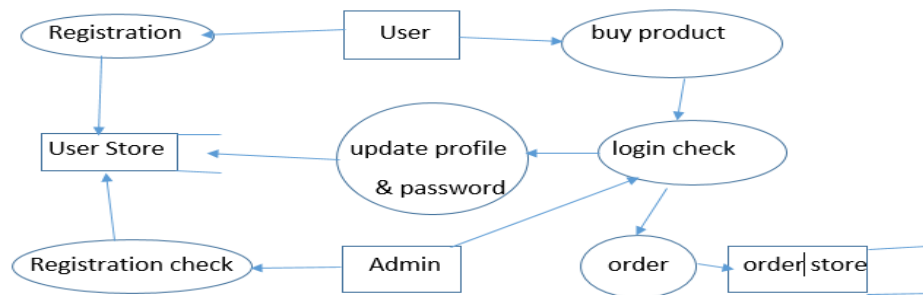 Registration
User
buy product
User Store
update profile
& password
login check
Registration check
Admin
order
order store